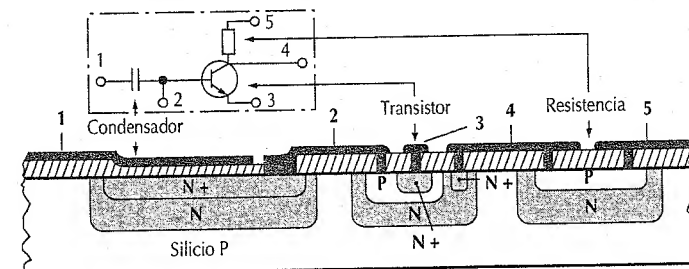 5
4
1
2
3
Transistor
Resistencia
1
Condensador
2
3
4
5
N +
P
N +
P
N
N
N
N +
Silicio P